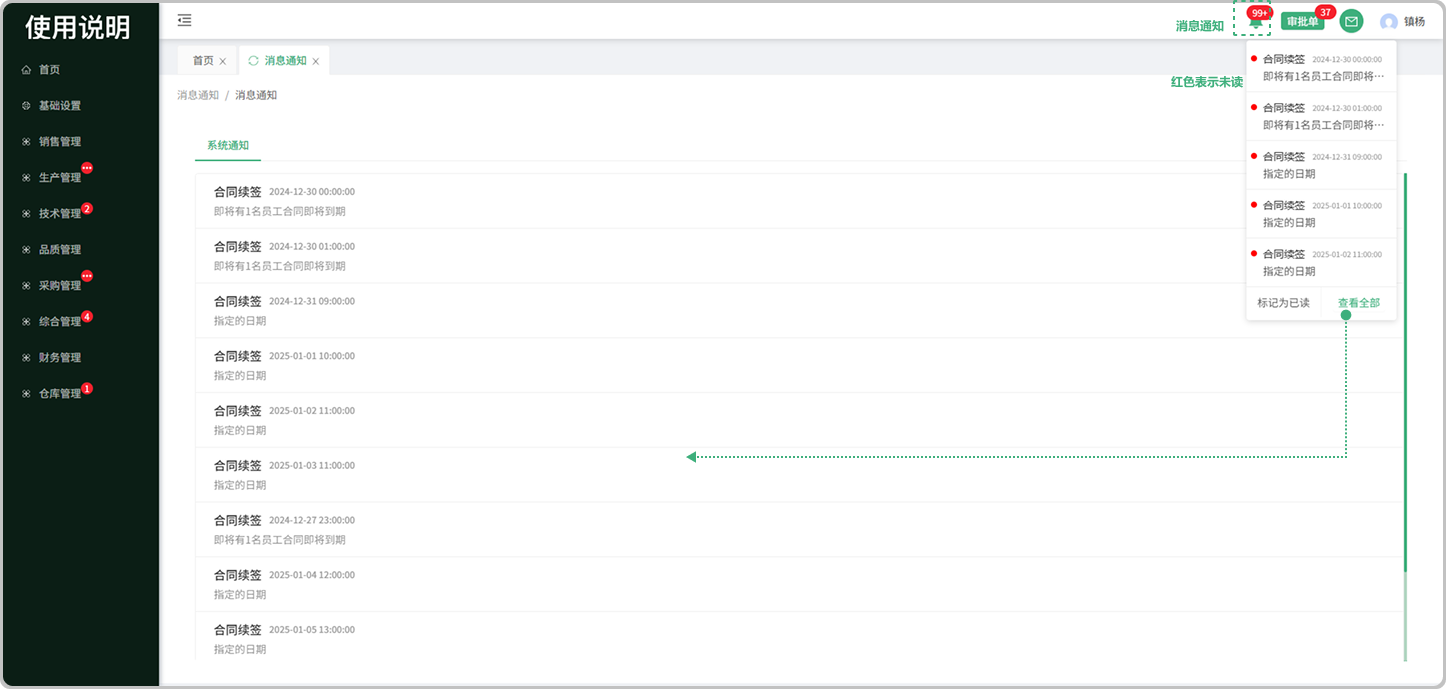 使用说明
首页
基础设置
销售管理
生产管理
技术管理 2
品质管理
采购管理
综合管理 4
财务管理
仓库管理 1
消息通知 99+ 审批单 37 镇杨
首页 × 消息通知 ×
消息通知 / 消息通知
红色表示未读
系统通知
合同续签 2024-12-30 00:00:00
即将有1名员工合同即将到期
合同续签 2024-12-30 01:00:00
即将有1名员工合同即将到期
合同续签 2024-12-31 09:00:00
指定的日期
合同续签 2025-01-01 10:00:00
指定的日期
合同续签 2025-01-02 11:00:00
指定的日期
合同续签 2025-01-03 11:00:00
指定的日期
合同续签 2024-12-27 23:00:00
即将有1名员工合同即将到期
合同续签 2025-01-04 12:00:00
指定的日期
合同续签 2025-01-05 13:00:00
指定的日期
合同续签 2024-12-30 00:00:00
即将有1名员工合同即将…
合同续签 2024-12-30 01:00:00
即将有1名员工合同即将…
合同续签 2024-12-31 09:00:00
指定的日期
合同续签 2025-01-01 10:00:00
指定的日期
合同续签 2025-01-02 11:00:00
指定的日期
标记为已读 查看全部